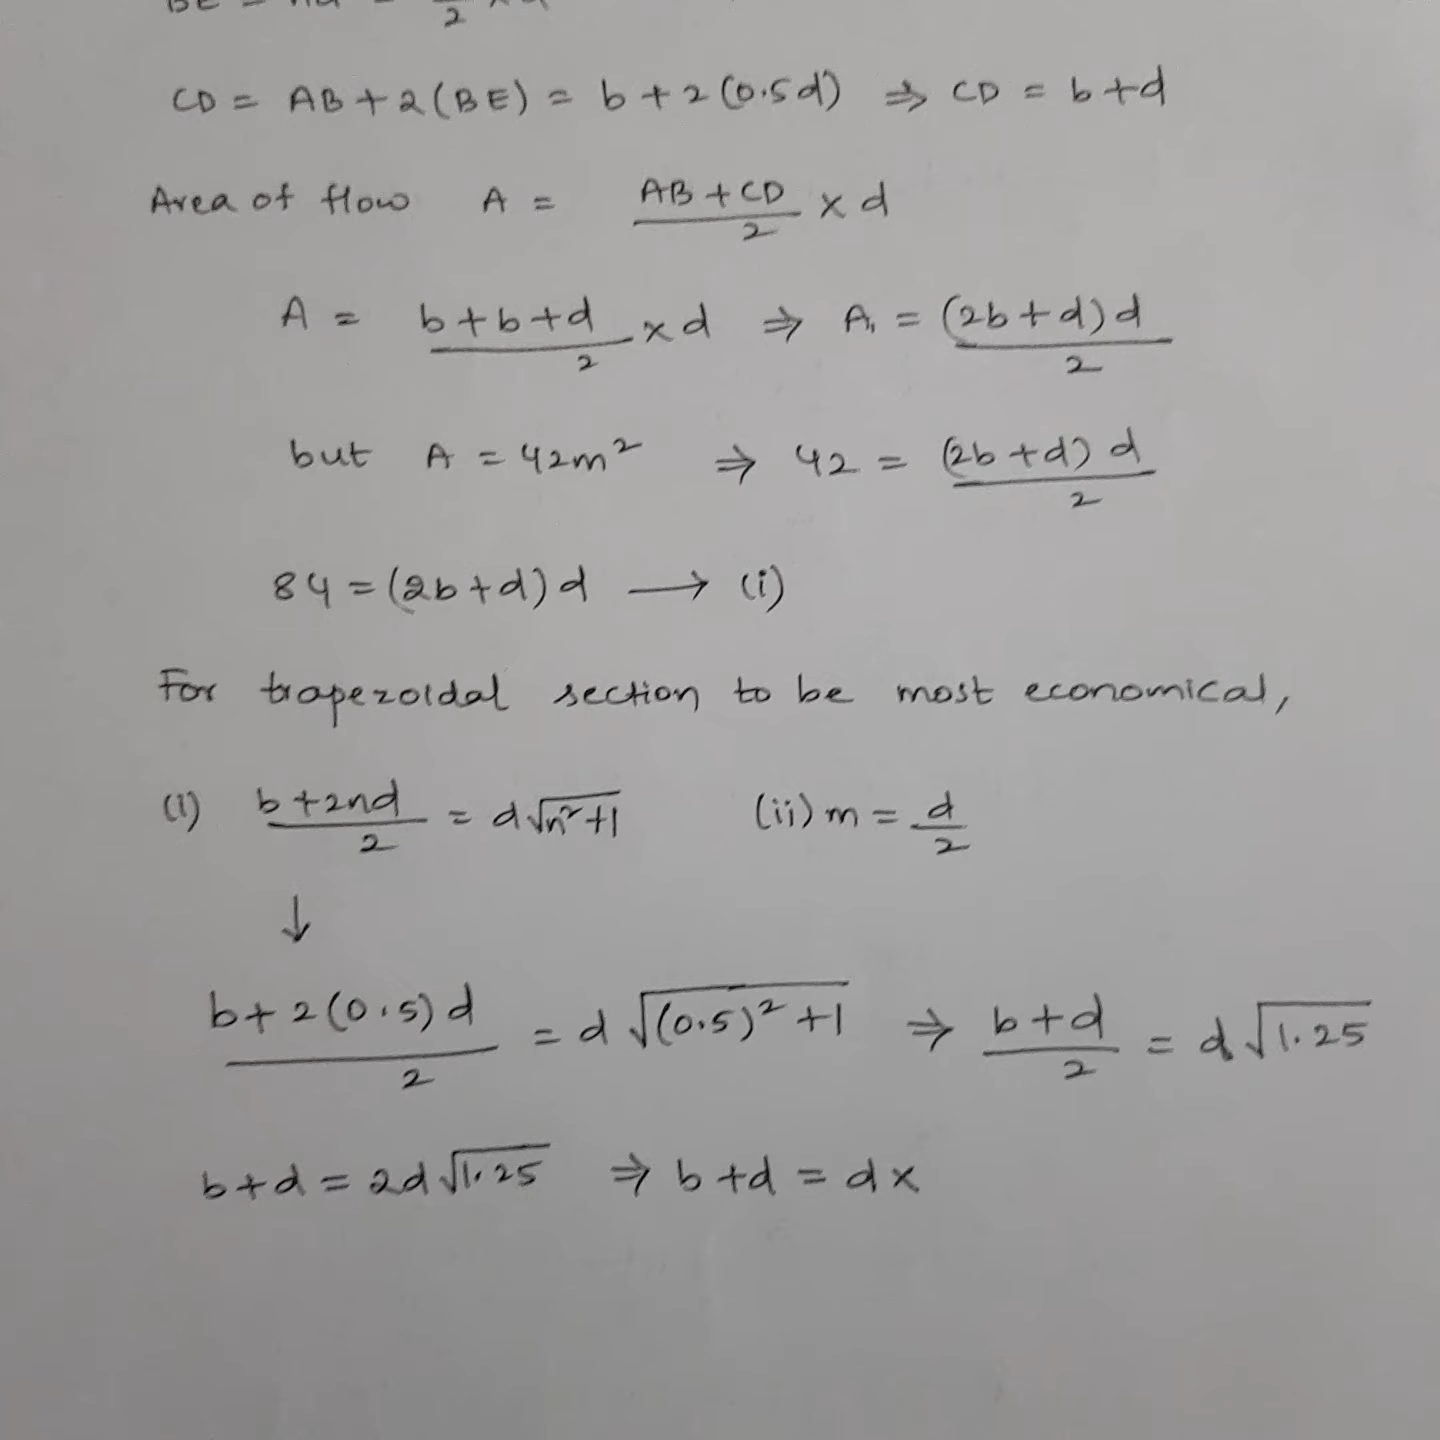 2
CD = AB + 2(BE) = b + 2(0.5d) ⇒ CD = b + d
Area of flow A = (AB + CD)/2 × d
A = (b + b + d)/2 × d ⇒ A, = (2b + d)d/2
but A = 42m² ⇒ 42 = (2b + d)d/2
84 = (2b + d)d ⟶ (i)
For trapezoidal section to be most economical,
(i) (b + 2nd)/2 = d√(n² + 1) (ii) m = d/2
↓
(b + 2(0.5)d)/2 = d√((0.5)² + 1) ⇒ (b + d)/2 = d√1.25
b + d = 2d√1.25 ⇒ b + d = d ×